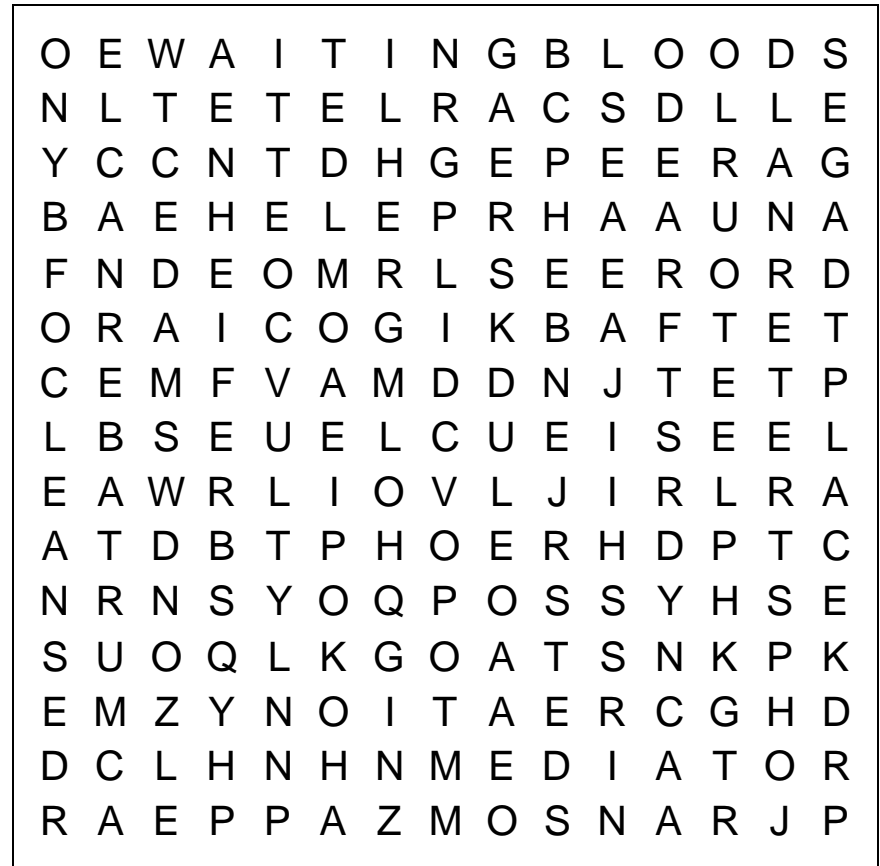 O E W A I T I N G B L O O D S
N L T E T E L R A C S D L L E
Y C C N T D H G E P E E R A G
B A E H E L E P R H A A U N A
F N D E O M R L S E E R O R D
O R A I C O G I K B A F T E T
C E M F V A M D D N J T E T P
L B S E U E L C U E I S E E L
E A W R L I O V L J I R L R A
A T D B T P H O E R H D P T C
N R N S Y O Q P O S S Y H S E
S U O Q L K G O A T S N K P K
E M Z Y N O I T A E R C G H D
D C L H N H N M E D I A T O R
R A E P P A Z M O S N A R J P